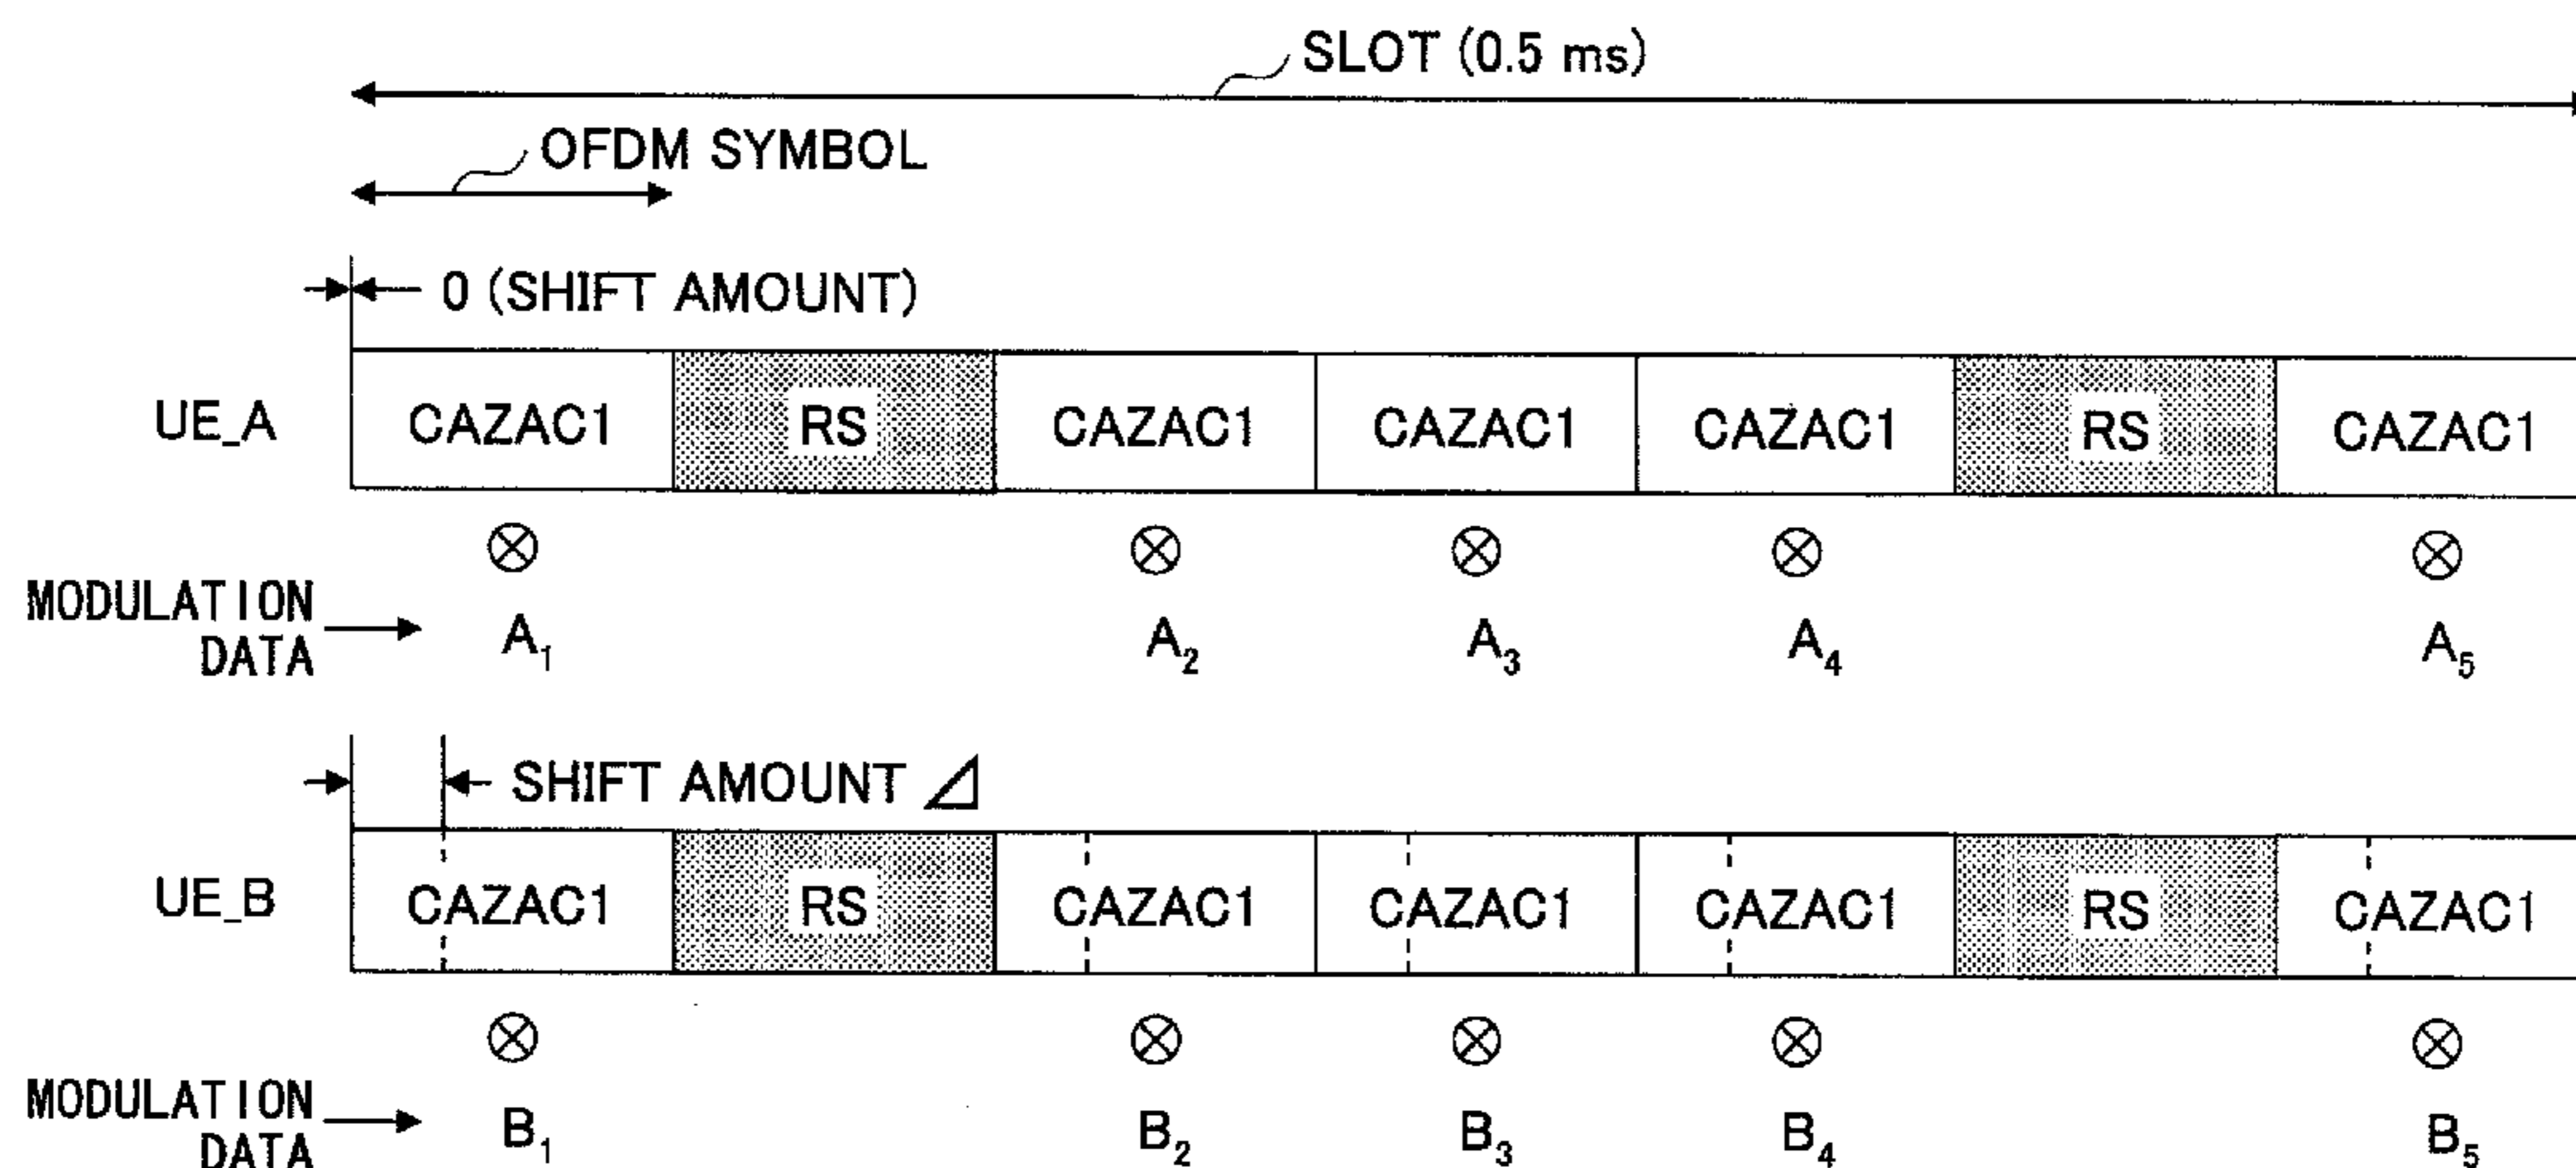 SLOT (0.5 ms)
OFDM SYMBOL
0 (SHIFT AMOUNT)
UE_A CAZAC1 RS CAZAC1 CAZAC1 CAZAC1 RS CAZAC1
MODULATION
DATA
A1 A2 A3 A4 A5
SHIFT AMOUNT ⊿
UE_B CAZAC1 RS CAZAC1 CAZAC1 CAZAC1 RS CAZAC1
MODULATION
DATA
B1 B2 B3 B4 B5